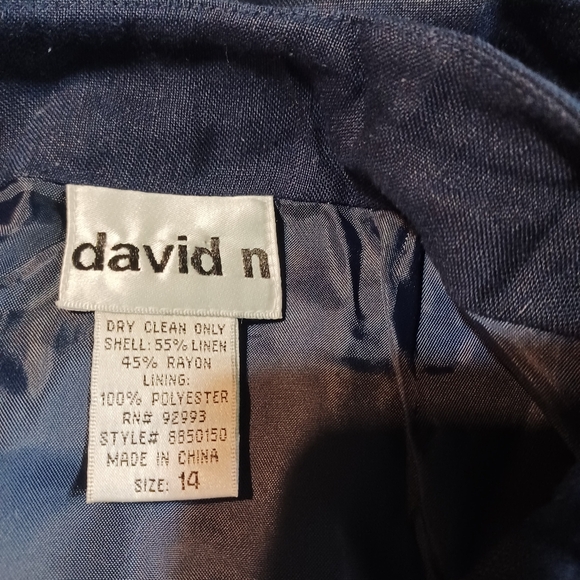 david n
DRY CLEAN ONLY
SHELL: 55% LINEN
45% RAYON
LINING:
100% POLYESTER
RN# 92993
STYLE# 8850150
MADE IN CHINA
SIZE: 14